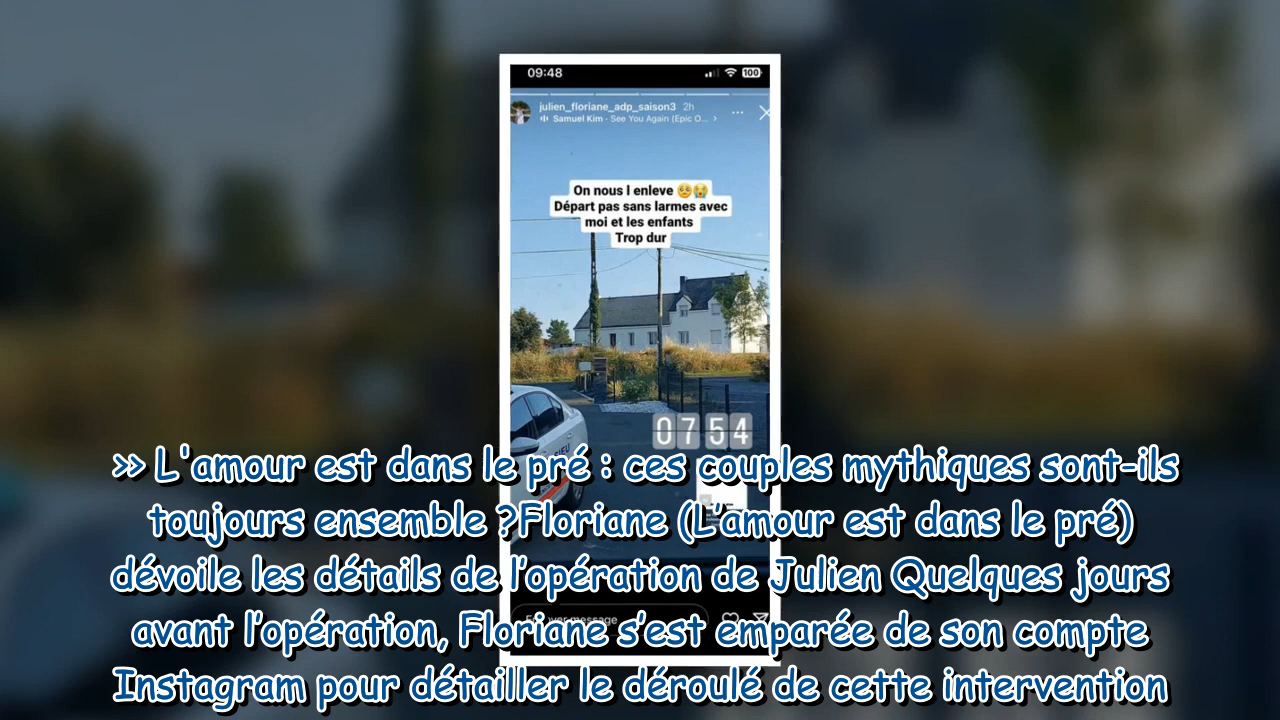 09:48
100
julien_floriane_adp_saison3 2h
Samuel Kim - See You Again (Epic O...
On nous l enleve 🥺😭
Départ pas sans larmes avec
moi et les enfants
Trop dur
07 54
>> L'amour est dans le pré : ces couples mythiques sont-ils
toujours ensemble ?Floriane (L’amour est dans le pré)
dévoile les détails de l’opération de Julien Quelques jours
avant l’opération, Floriane s’est emparée de son compte
Instagram pour détailler le déroulé de cette intervention
message